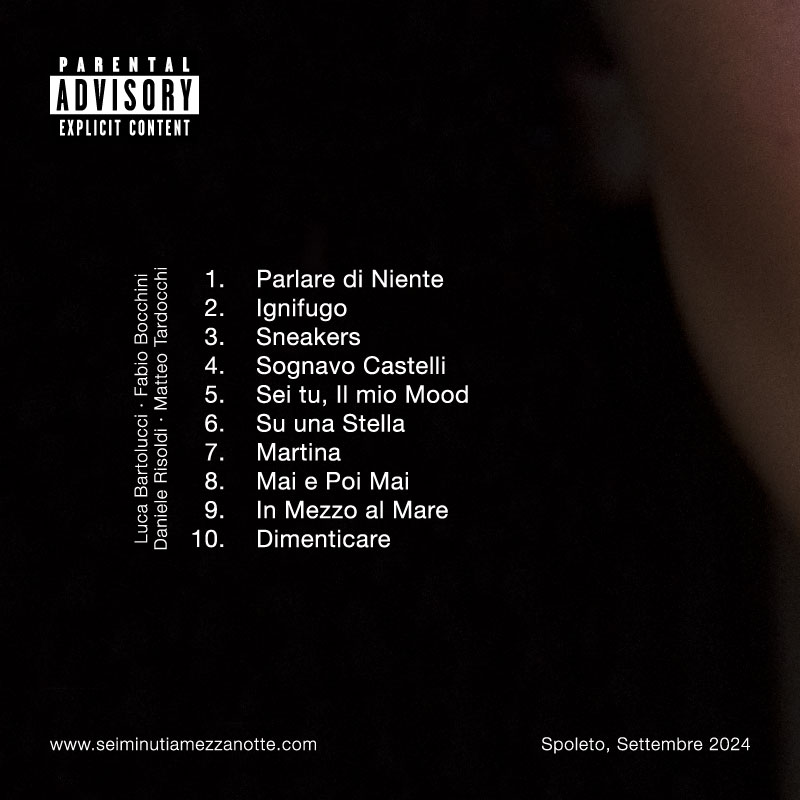 PARENTAL
ADVISORY
EXPLICIT CONTENT
Luca Bartolucci · Fabio Bocchini
Daniele Risoldi · Matteo Tardocchi
1. Parlare di Niente
2. Ignifugo
3. Sneakers
4. Sognavo Castelli
5. Sei tu, Il mio Mood
6. Su una Stella
7. Martina
8. Mai e Poi Mai
9. In Mezzo al Mare
10. Dimenticare
www.seiminutiamezzanotte.com
Spoleto, Settembre 2024